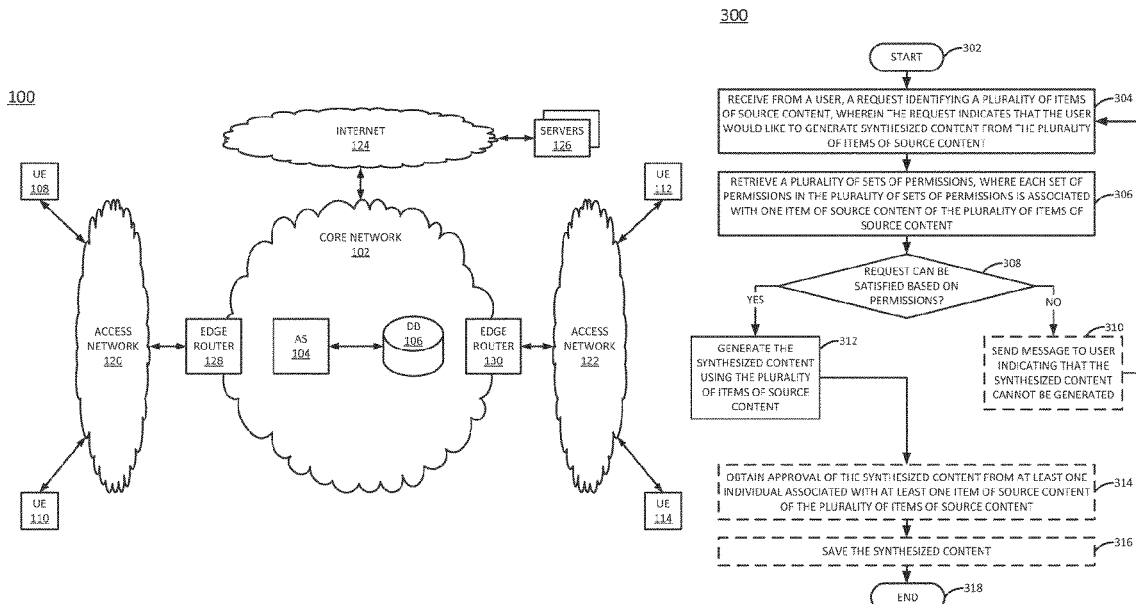 100
INTERNET
124
SERVERS
126
UE
108
UE
112
CORE NETWORK
102
ACCESS
NETWORK
120
EDGE
ROUTER
128
AS
104
DB
106
EDGE
ROUTER
130
ACCESS
NETWORK
122
UE
110
UE
114
300
START
302
RECEIVE FROM A USER, A REQUEST IDENTIFYING A PLURALITY OF ITEMS
OF SOURCE CONTENT, WHEREIN THE REQUEST INDICATES THAT THE USER
WOULD LIKE TO GENERATE SYNTHESIZED CONTENT FROM THE PLURALITY
OF ITEMS OF SOURCE CONTENT
304
RETRIEVE A PLURALITY OF SETS OF PERMISSIONS, WHERE EACH SET OF
PERMISSIONS IN THE PLURALITY OF SETS OF PERMISSIONS IS ASSOCIATED
WITH ONE ITEM OF SOURCE CONTENT OF THE PLURALITY OF ITEMS OF
SOURCE CONTENT
306
REQUEST CAN BE
SATISFIED BASED ON
PERMISSIONS?
308
YES
NO
GENERATE THE
SYNTHESIZED CONTENT
USING THE PLURALITY
OF ITEMS OF SOURCE
CONTENT
312
310
SEND MESSAGE TO USER
INDICATING THAT THE
SYNTHESIZED CONTENT
CANNOT BE GENERATED
OBTAIN APPROVAL OF THE SYNTHESIZED CONTENT FROM AT LEAST ONE
INDIVIDUAL ASSOCIATED WITH AT LEAST ONE ITEM OF SOURCE CONTENT
OF THE PLURALITY OF ITEMS OF SOURCE CONTENT
314
SAVE THE SYNTHESIZED CONTENT
316
END
318